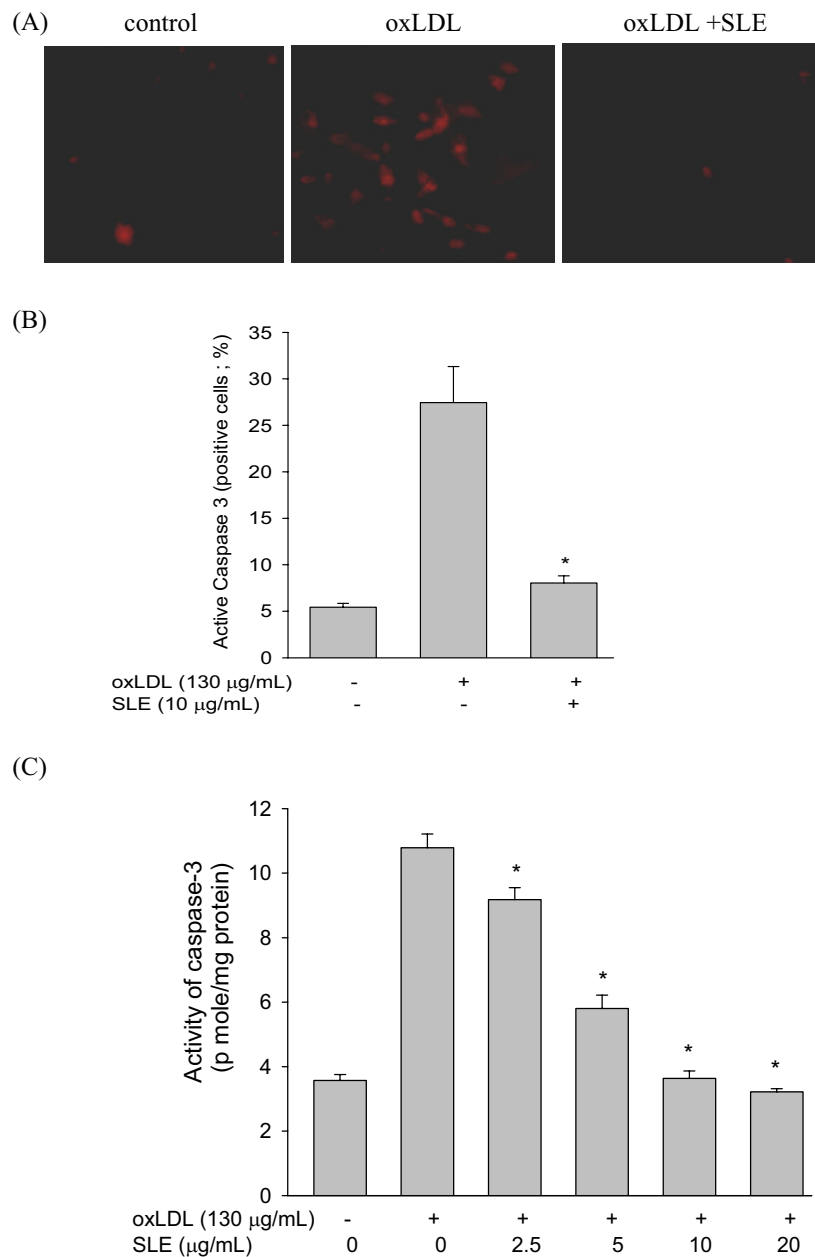 (A)
control oxLDL oxLDL +SLE
(B)
Active Caspase 3 (positive cells ; %)
35
30
25
20
15
10
5
0
*
oxLDL (130 μg/mL) - + +
SLE (10 μg/mL) - - +
(C)
Activity of caspase-3
(p mole/mg protein)
12
10
8
6
4
2
0
* * * *
oxLDL (130 μg/mL) - + + + + +
SLE (μg/mL) 0 0 2.5 5 10 20